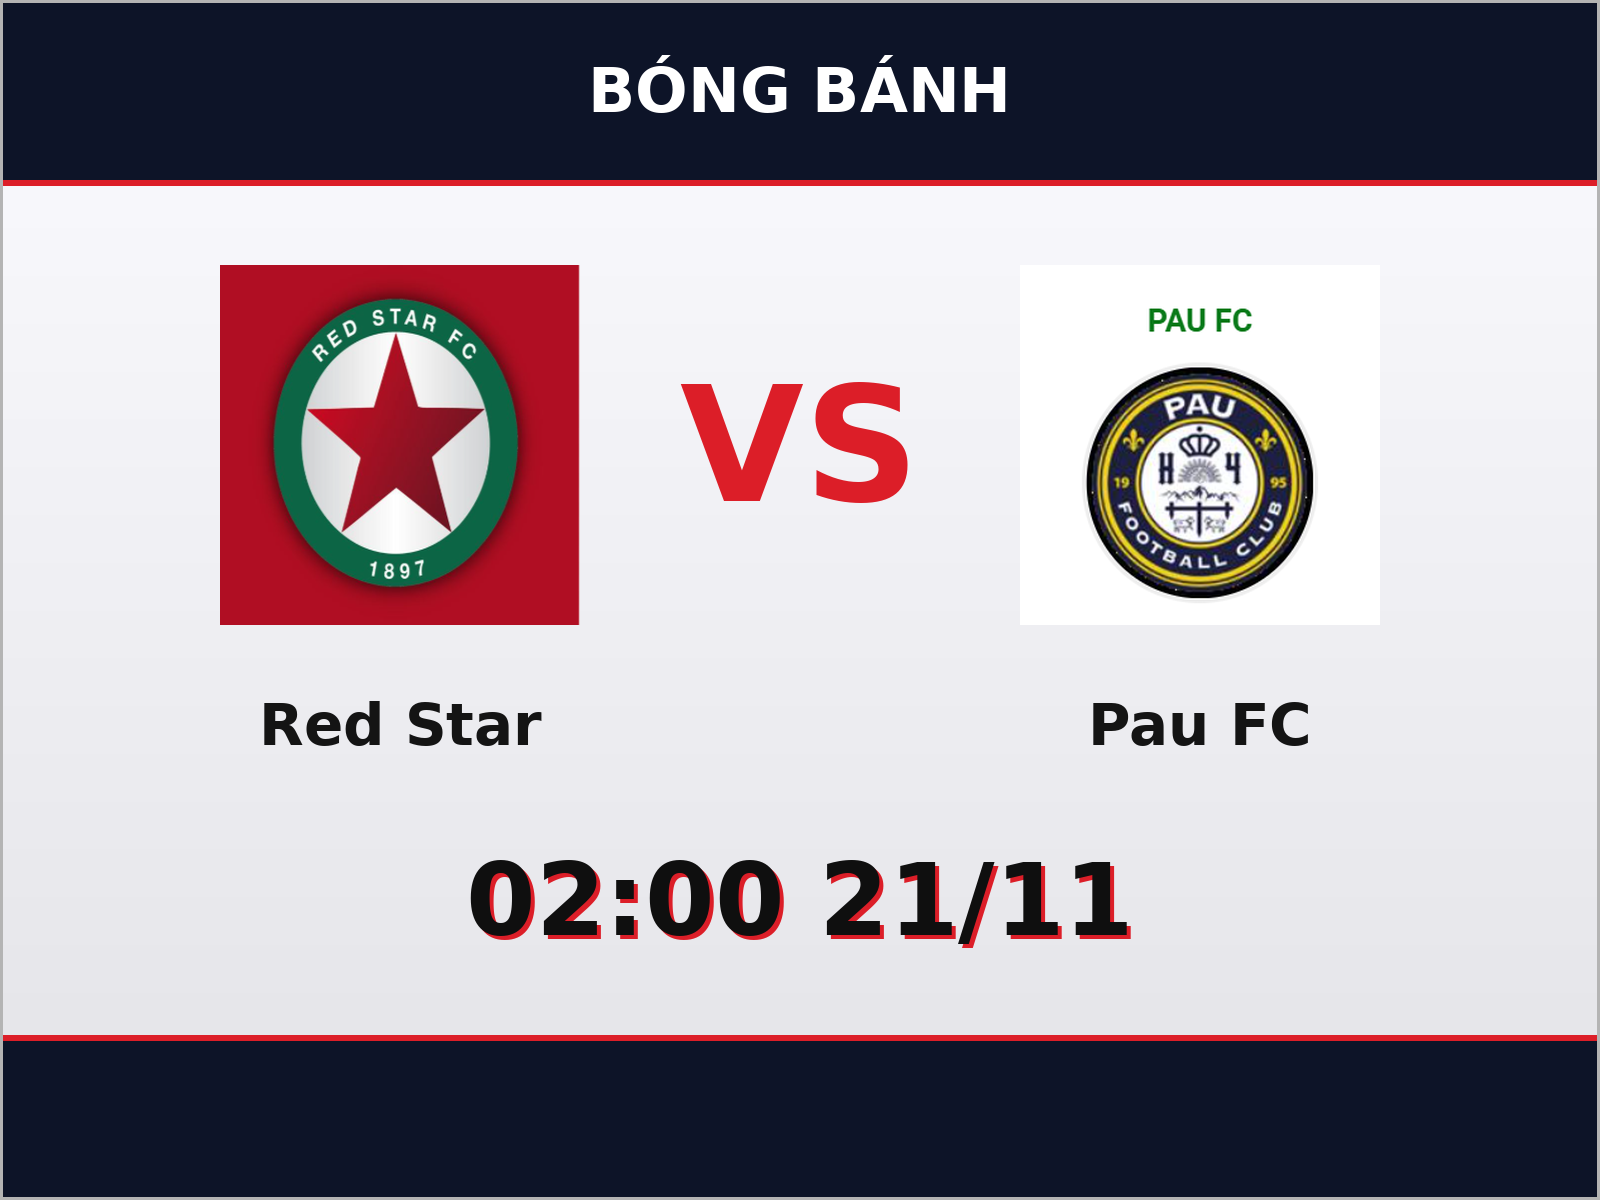 BÓNG BÁNH
RED STAR FC
1897
VS
PAU FC
PAU
H 4
19 95
FOOTBALL CLUB
Red Star
Pau FC
02:00 21/11